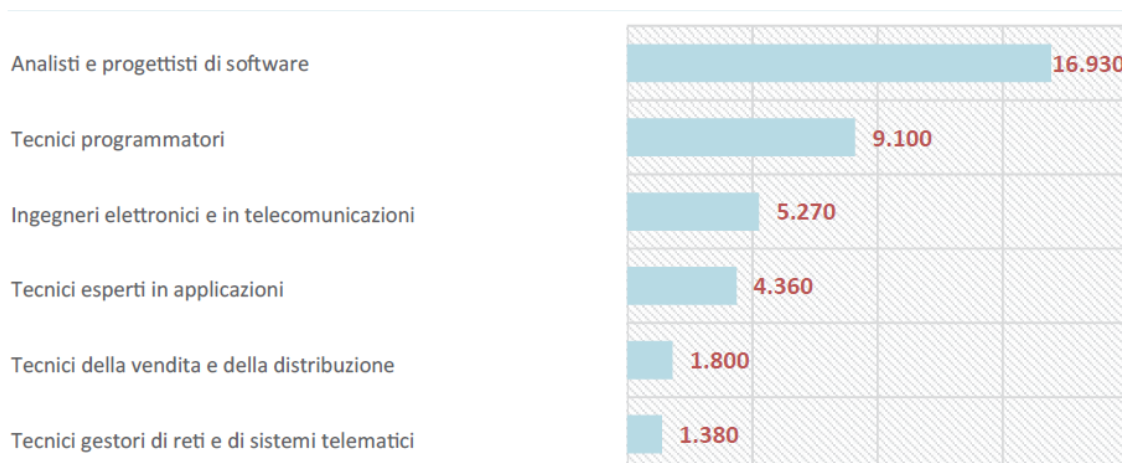 Analisti e progettisti di software 16.930
Tecnici programmatori 9.100
Ingegneri elettronici e in telecomunicazioni 5.270
Tecnici esperti in applicazioni 4.360
Tecnici della vendita e della distribuzione 1.800
Tecnici gestori di reti e di sistemi telematici 1.380